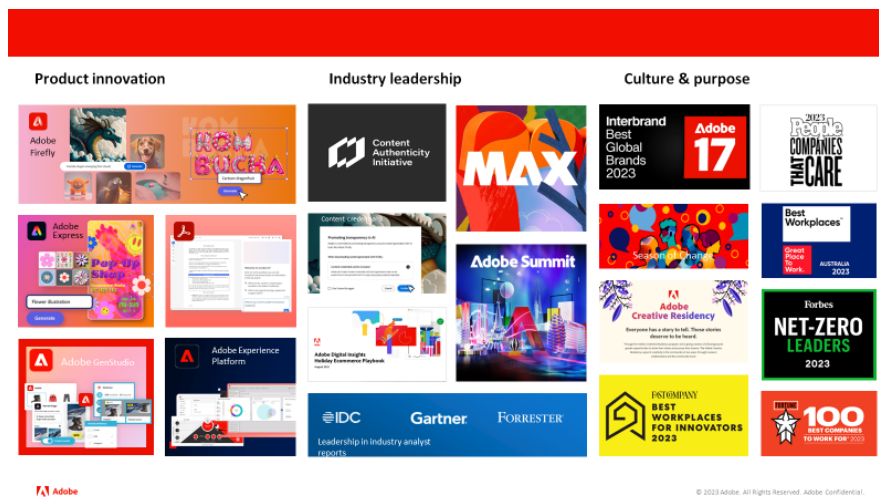 Product innovation
Industry leadership
Culture & purpose
Adobe
Firefly
KOM
BUCHA
Generate
Content
Authenticity
Initiative
MAX
Interbrand
Best
Global
Brands
2023
Adobe
17
2023
People
COMPANIES
THAT CARE
Adobe
Express
Pop-Up
Shop
Flower illustration
Generate
Content credentials
Promoting transparency in AI
Adobe Summit
Season of Change
Best
Workplaces™
Great
Place
To
Work.
AUSTRALIA
2023
Adobe
Creative Residency
Everyone has a story to tell. Those stories
deserve to be heard.
Forbes
NET-ZERO
LEADERS
2023
Adobe GenStudio
Adobe Experience
Platform
Adobe Digital Insights
Holiday Ecommerce Playbook
IDC
Gartner
FORRESTER
Leadership in industry analyst
reports
FAST COMPANY
BEST
WORKPLACES
FOR INNOVATORS
2023
FORTUNE
100
BEST COMPANIES
TO WORK FOR® 2023
Adobe
© 2023 Adobe. All Rights Reserved. Adobe Confidential.